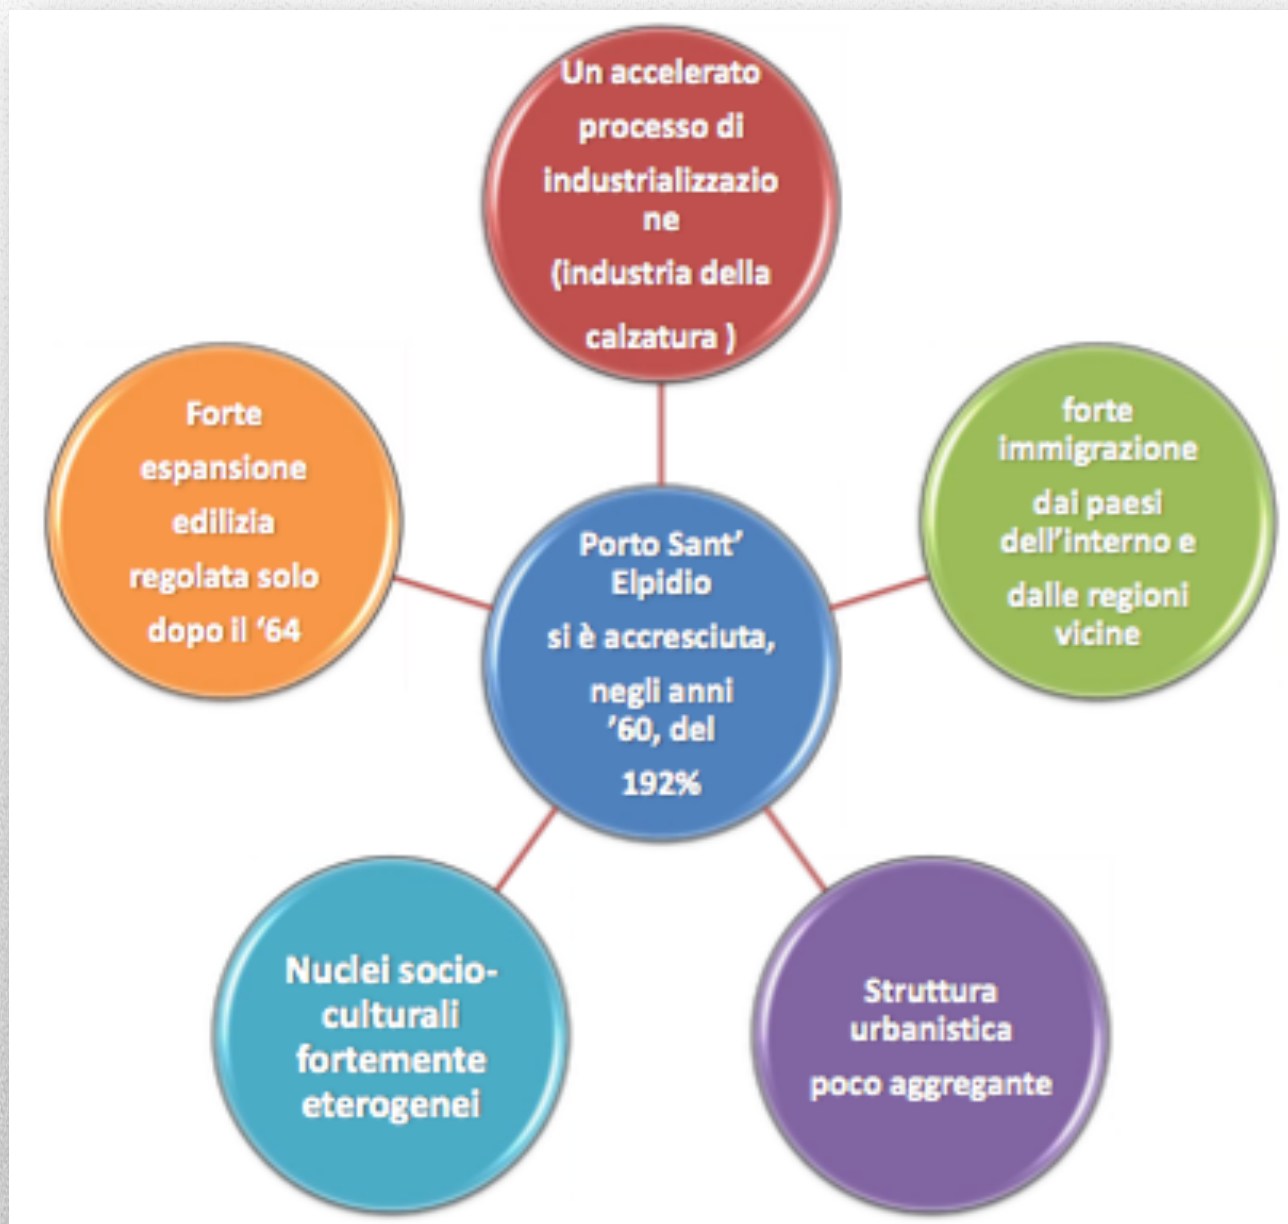 Un accelerato
processo di
industrializzazio
ne
(industria della
calzatura )
Forte
espansione
edilizia
regolata solo
dopo il ‘64
forte
immigrazione
dai paesi
dell’interno e
dalle regioni
vicine
Porto Sant’
Elpidio
si è accresciuta,
negli anni
’60, del
192%
Nuclei socio-
culturali
fortemente
eterogenei
Struttura
urbanistica
poco aggregante